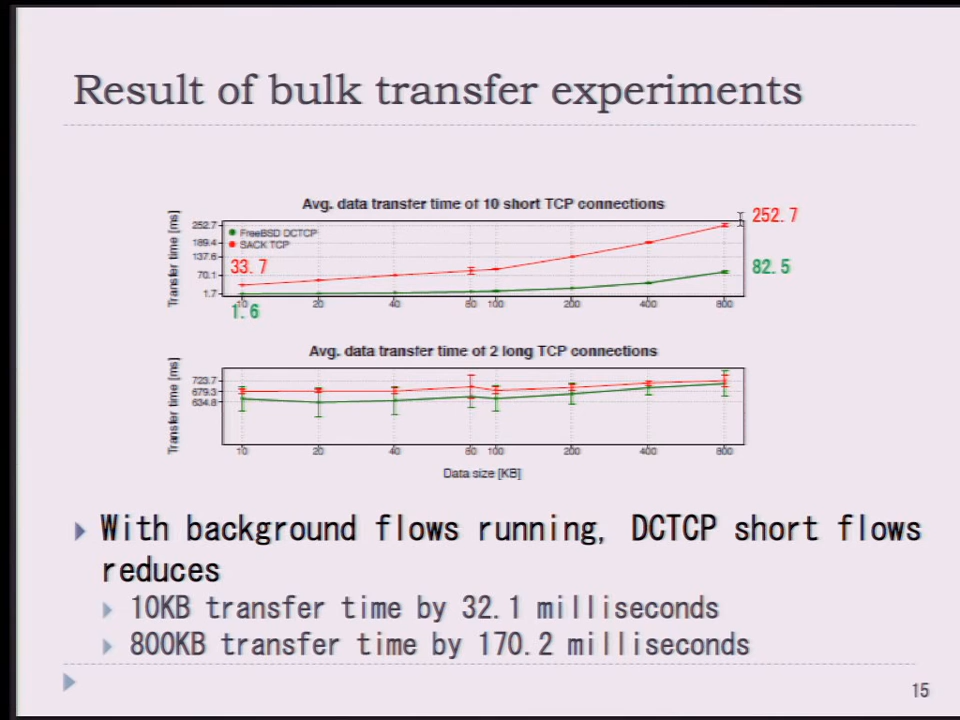 Result of bulk transfer experiments
Avg. data transfer time of 10 short TCP connections
Transfer time [ms]
252.7
189.4
137.6
70.1
1.7
FreeBSD DCTCP
SACK TCP
33.7
1.6
252.7
82.5
10 20 40 80 100 200 400 800
Avg. data transfer time of 2 long TCP connections
Transfer time [ms]
723.7
679.3
634.8
10 20 40 80 100 200 400 800
Data size [KB]
With background flows running, DCTCP short flows
reduces
10KB transfer time by 32.1 milliseconds
800KB transfer time by 170.2 milliseconds
15